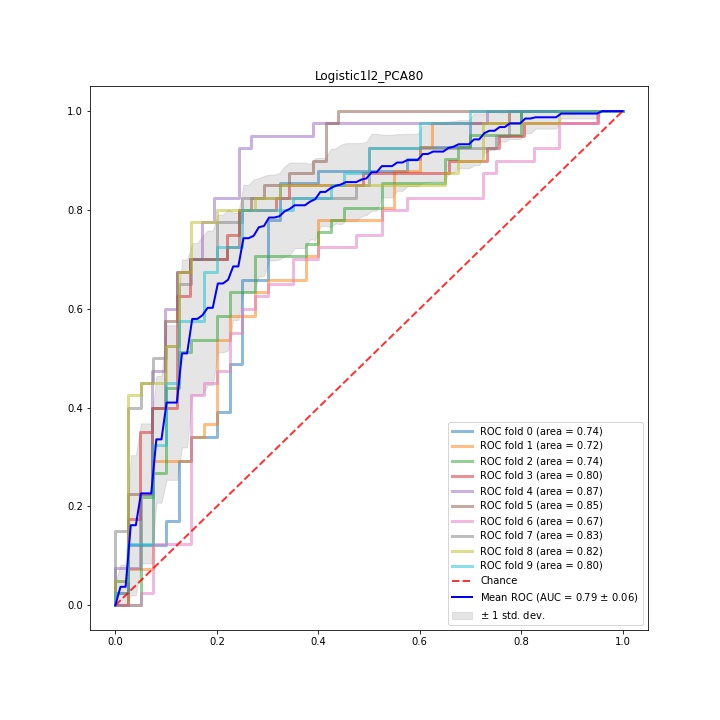 Logistic1l2_PCA80
1.0
0.8
0.6
0.4
0.2
0.0
0.0 0.2 0.4 0.6 0.8 1.0
ROC fold 0 (area = 0.74)
ROC fold 1 (area = 0.72)
ROC fold 2 (area = 0.74)
ROC fold 3 (area = 0.80)
ROC fold 4 (area = 0.87)
ROC fold 5 (area = 0.85)
ROC fold 6 (area = 0.67)
ROC fold 7 (area = 0.83)
ROC fold 8 (area = 0.82)
ROC fold 9 (area = 0.80)
Chance
Mean ROC (AUC = 0.79 ± 0.06)
± 1 std. dev.